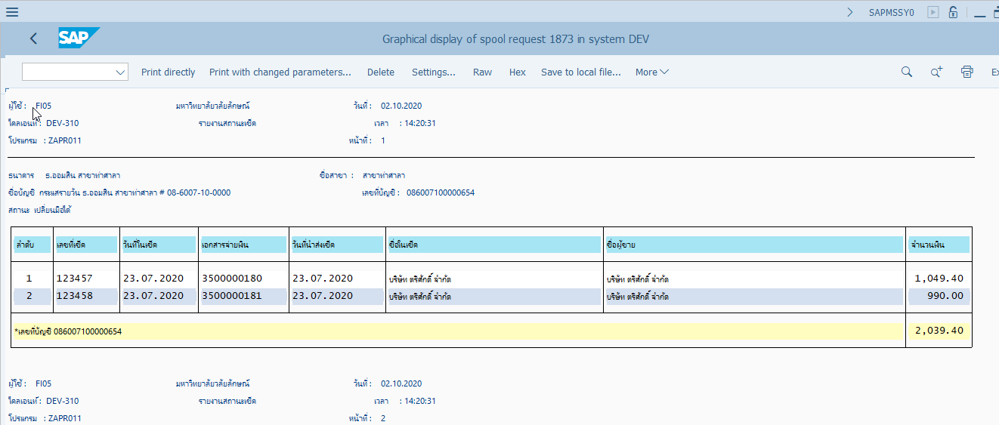 SAPMSSY0
SAP Graphical display of spool request 1873 in system DEV
Print directly Print with changed parameters... Delete Settings... Raw Hex Save to local file... More Ex
ผู้ใช้ : FI05 มหาวิทยาลัยวลัยลักษณ์ วันที่ : 02.10.2020
ไคลเอนท์ : DEV-310 รายงานสถานะเช็ค เวลา : 14:20:31
โปรแกรม : ZAPR011 หน้าที่ : 1
ธนาคาร ธ.ออมสิน สาขาท่าศาลา ชื่อสาขา : สาขาท่าศาลา
ชื่อบัญชี กระแสรายวัน ธ.ออมสิน สาขาท่าศาลา # 08-6007-10-0000 เลขที่บัญชี : 086007100000654
สถานะ เปลี่ยนมือได้
ลำดับ เลขที่เช็ค วันที่ในเช็ค เอกสารจ่ายเงิน วันที่นำส่งเช็ค ชื่อในเช็ค ชื่อผู้ขาย จำนวนเงิน
1 123457 23.07.2020 3500000180 23.07.2020 บริษัท ตรีศักดิ์ จำกัด บริษัท ตรีศักดิ์ จำกัด 1,049.40
2 123458 23.07.2020 3500000181 23.07.2020 บริษัท ตรีศักดิ์ จำกัด บริษัท ตรีศักดิ์ จำกัด 990.00
*เลขที่บัญชี 086007100000654 2,039.40
ผู้ใช้ : FI05 มหาวิทยาลัยวลัยลักษณ์ วันที่ : 02.10.2020
ไคลเอนท์ : DEV-310 รายงานสถานะเช็ค เวลา : 14:20:31
โปรแกรม : ZAPR011 หน้าที่ : 2